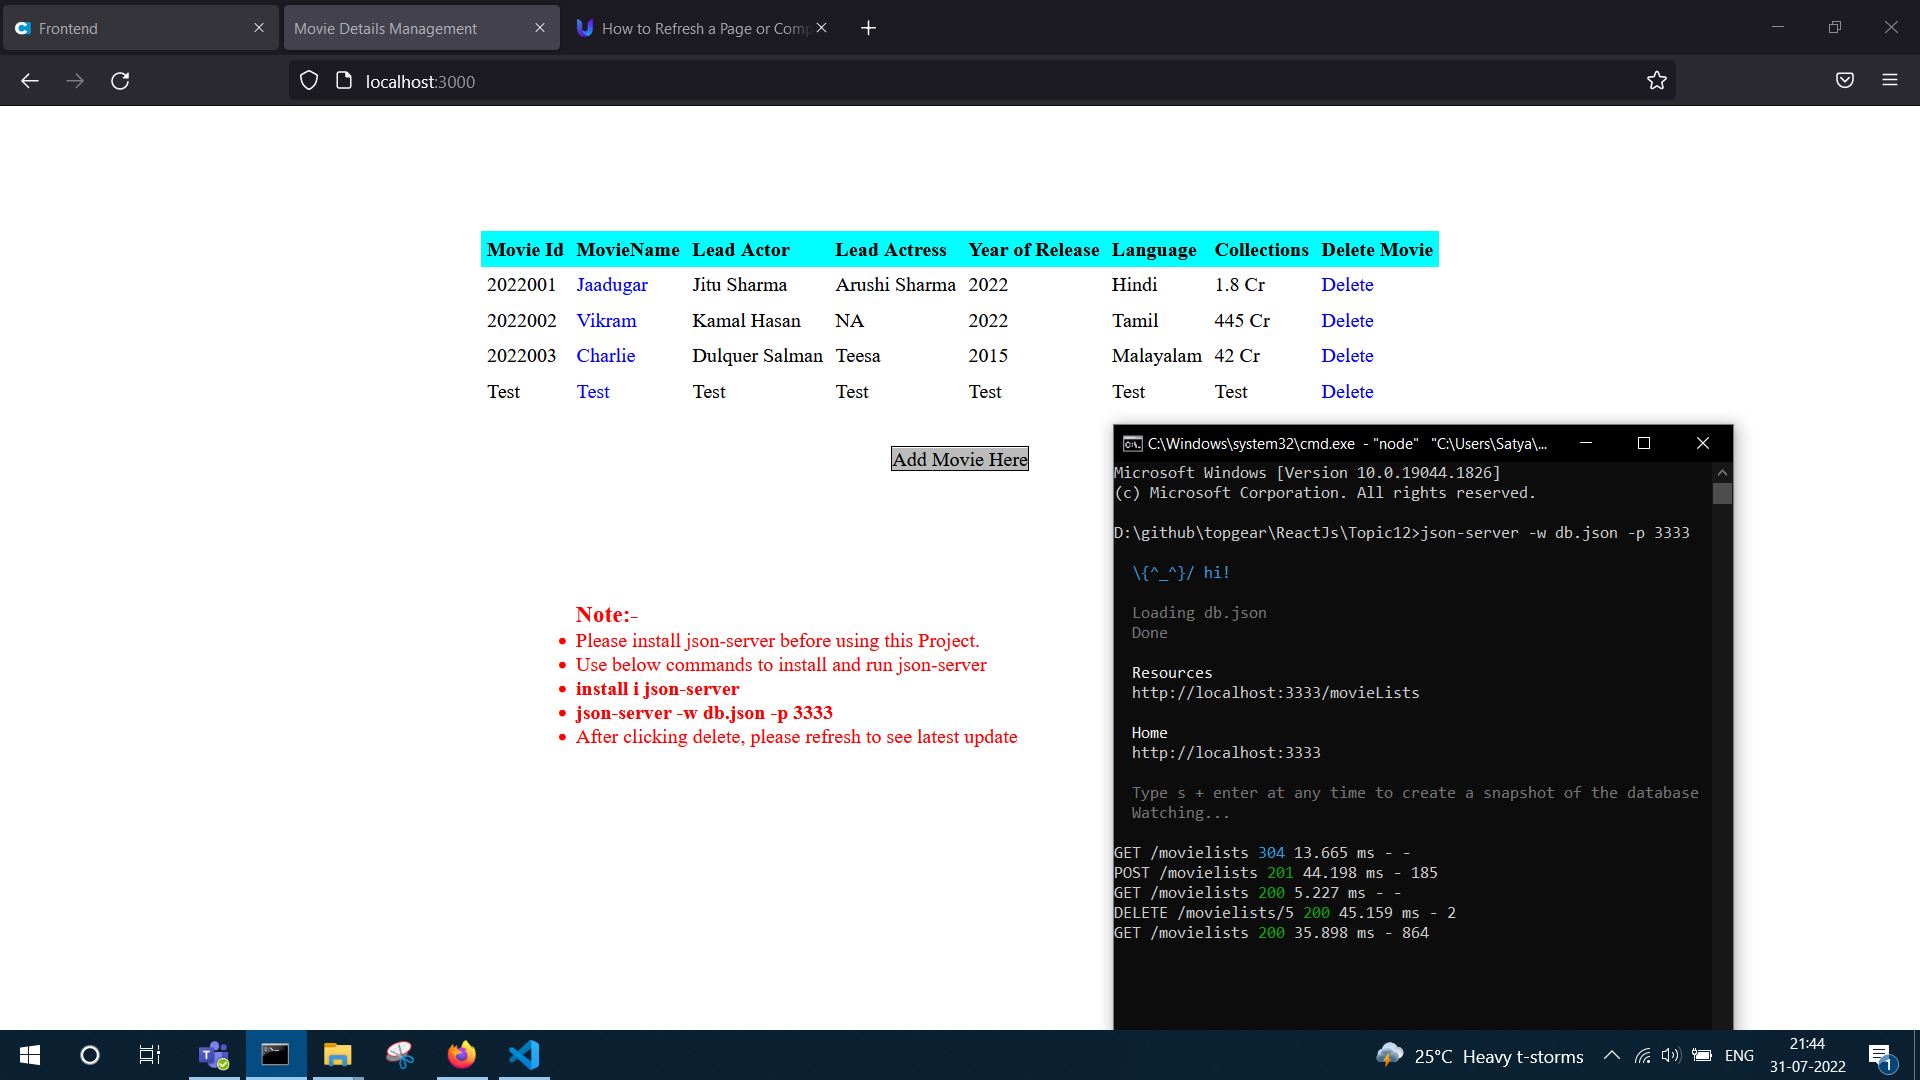 Frontend
Movie Details Management
How to Refresh a Page or Comp
localhost:3000
Movie Id MovieName Lead Actor Lead Actress Year of Release Language Collections Delete Movie
2022001 Jaadugar Jitu Sharma Arushi Sharma 2022 Hindi 1.8 Cr Delete
2022002 Vikram Kamal Hasan NA 2022 Tamil 445 Cr Delete
2022003 Charlie Dulquer Salman Teesa 2015 Malayalam 42 Cr Delete
Test Test Test Test Test Test Test Delete
Add Movie Here
Note:-
Please install json-server before using this Project.
Use below commands to install and run json-server
install i json-server
json-server -w db.json -p 3333
After clicking delete, please refresh to see latest update
C:\Windows\system32\cmd.exe - "node" "C:\Users\Satya\...
Microsoft Windows [Version 10.0.19044.1826]
(c) Microsoft Corporation. All rights reserved.
D:\github\topgear\ReactJs\Topic12>json-server -w db.json -p 3333
\{^_^}/ hi!
Loading db.json
Done
Resources
http://localhost:3333/movieLists
Home
http://localhost:3333
Type s + enter at any time to create a snapshot of the database
Watching...
GET /movielists 304 13.665 ms - -
POST /movielists 201 44.198 ms - 185
GET /movielists 200 5.227 ms - -
DELETE /movielists/5 200 45.159 ms - 2
GET /movielists 200 35.898 ms - 864
25°C Heavy t-storms
ENG
21:44
31-07-2022
1